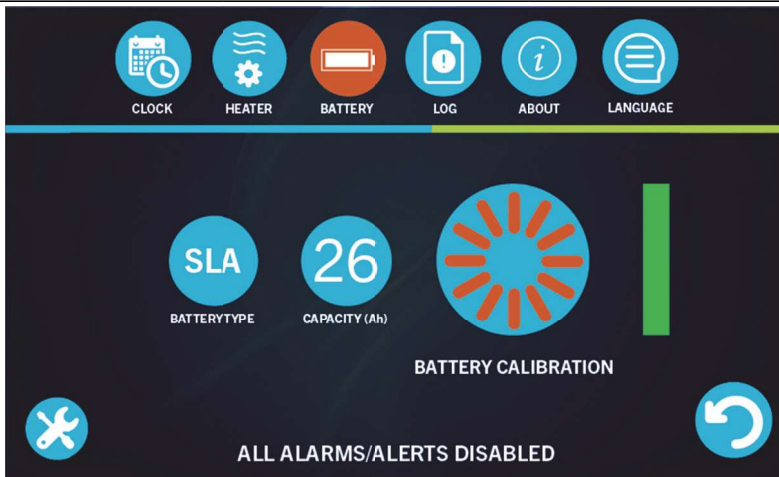 CLOCK
HEATER
BATTERY
LOG
ABOUT
LANGUAGE
SLA
BATTERYTYPE
26
CAPACITY (Ah)
BATTERY CALIBRATION
ALL ALARMS/ALERTS DISABLED